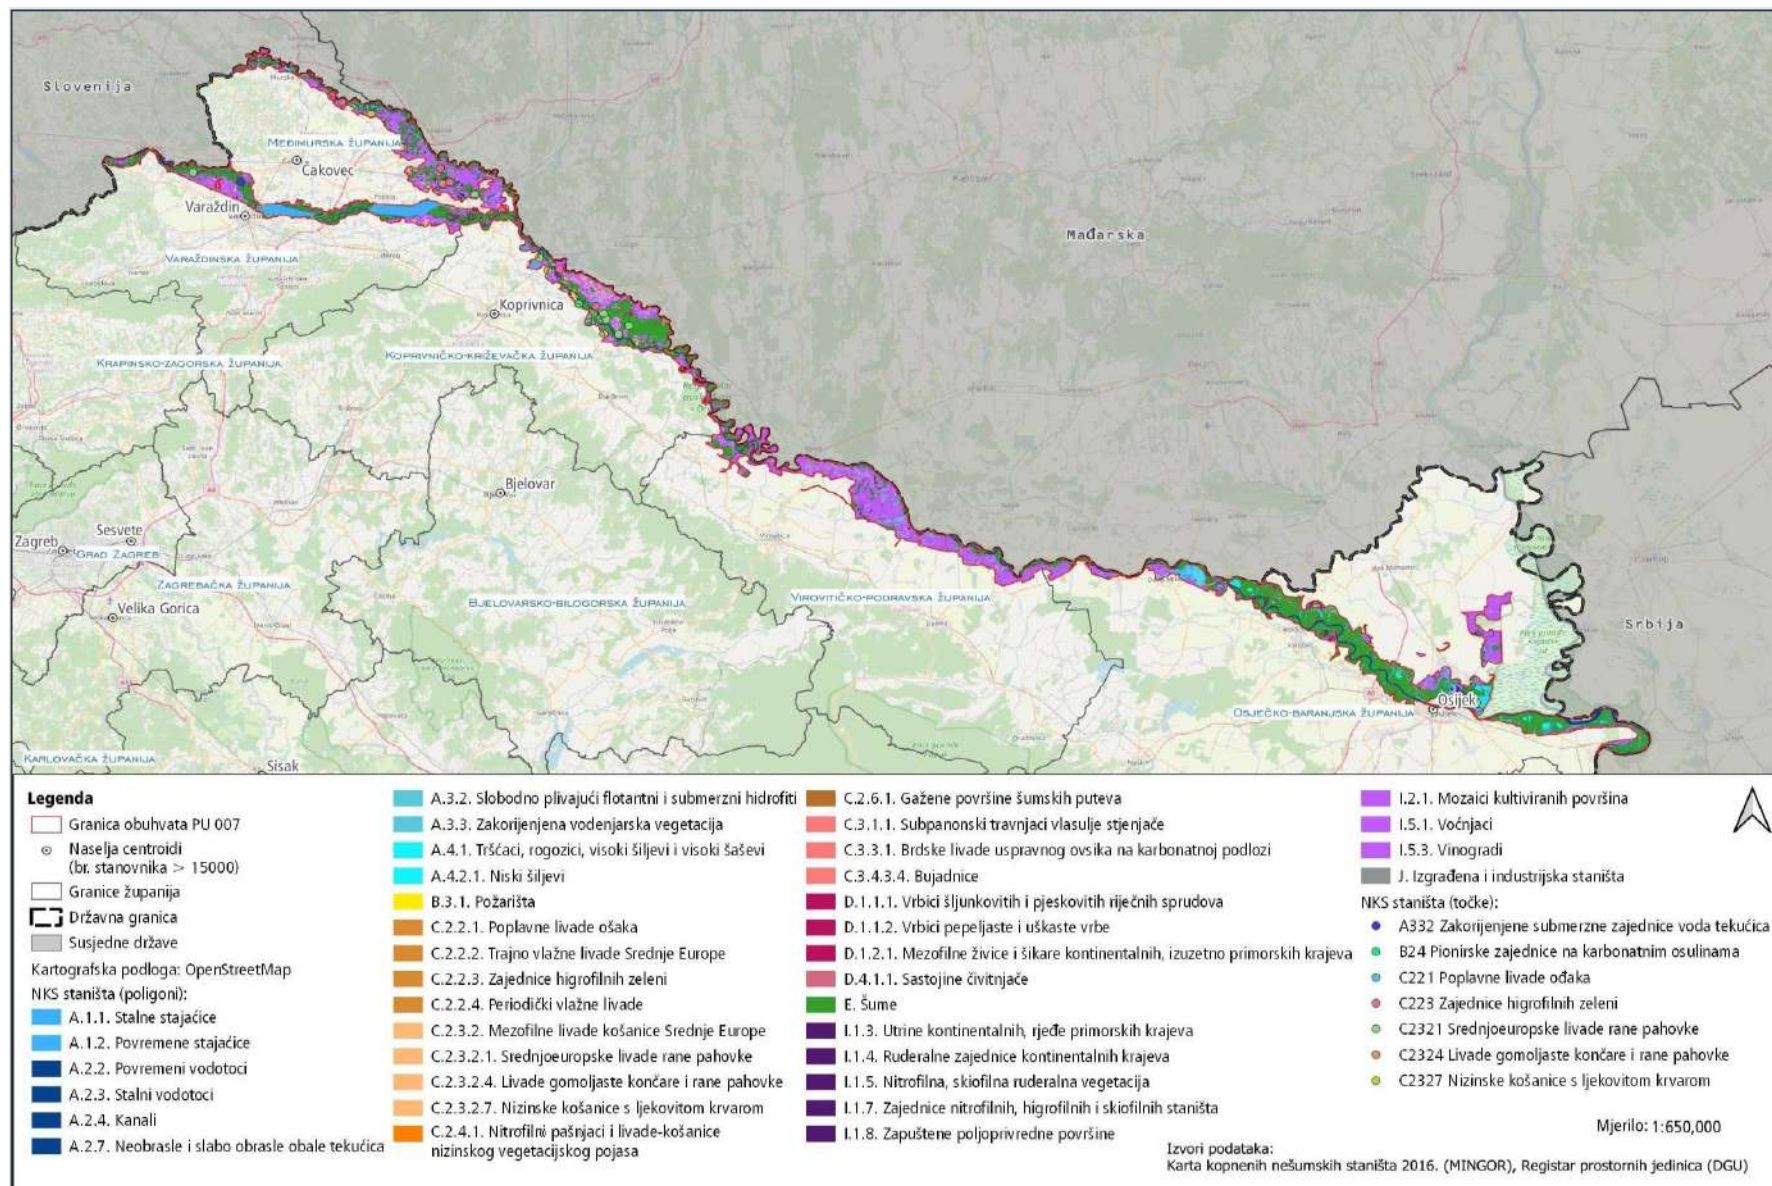 Slovenija
MEĐIMURSKA ŽUPANIJA
Čakovec
Varaždin
VARAŽDINSKA ŽUPANIJA
Mađarska
Koprivnica
KRAPINSKO-ZAGORSKA ŽUPANIJA
KOPRIVNIČKO-KRIŽEVAČKA ŽUPANIJA
Bjelovar
Sesvete
Zagreb
GRAD ZAGREB
ZAGREBAČKA ŽUPANIJA
Velika Gorica
BJELOVARSKO-BILOGORSKA ŽUPANIJA
VIROVITIČKO-PODRAVSKA ŽUPANIJA
Srbija
Osijek
OSJEČKO-BARANJSKA ŽUPANIJA
KARLOVAČKA ŽUPANIJA
Sisak
Legenda
Granica obuhvata PU 007
Naselja centroidi
(br. stanovnika > 15000)
Granice županija
Državna granica
Susjedne države
Kartografska podloga: OpenStreetMap
NKS staništa (poligoni):
A.1.1. Stalne stajaćice
A.1.2. Povremene stajaćice
A.2.2. Povremeni vodotoci
A.2.3. Stalni vodotoci
A.2.4. Kanali
A.2.7. Neobrasle i slabo obrasle obale tekućica
A.3.2. Slobodno plivajući flotantni i submerzni hidrofiti
A.3.3. Zakorijenjena vodenjarska vegetacija
A.4.1. Tršćaci, rogozici, visoki šiljevi i visoki šaševi
A.4.2.1. Niski šiljevi
B.3.1. Požarišta
C.2.2.1. Poplavne livade ošaka
C.2.2.2. Trajno vlažne livade Srednje Europe
C.2.2.3. Zajednice higrofilnih zeleni
C.2.2.4. Periodički vlažne livade
C.2.3.2. Mezofilne livade košanice Srednje Europe
C.2.3.2.1. Srednjoeuropske livade rane pahovke
C.2.3.2.4. Livade gomoljaste končare i rane pahovke
C.2.3.2.7. Nizinske košanice s ljekovitom krvarom
C.2.4.1. Nitrofilni pašnjaci i livade-košanice
nizinskog vegetacijskog pojasa
C.2.6.1. Gažene površine šumskih puteva
C.3.1.1. Subpanonski travnjaci vlasulje stjenjače
C.3.3.1. Brdske livade uspravnog ovsika na karbonatnoj podlozi
C.3.4.3.4. Bujadnice
D.1.1.1. Vrbici šljunkovitih i pjeskovitih riječnih sprudova
D.1.1.2. Vrbici pepeljaste i uškaste vrbe
D.1.2.1. Mezofilne živice i šikare kontinentalnih, izuzetno primorskih krajeva
D.4.1.1. Sastojine čivitnjače
E. Šume
I.1.3. Utrine kontinentalnih, rjeđe primorskih krajeva
I.1.4. Ruderalne zajednice kontinentalnih krajeva
I.1.5. Nitrofilna, skiofilna ruderalna vegetacija
I.1.7. Zajednice nitrofilnih, higrofilnih i skiofilnih staništa
I.1.8. Zapuštene poljoprivredne površine
I.2.1. Mozaici kultiviranih površina
I.5.1. Voćnjaci
I.5.3. Vinogradi
J. Izgrađena i industrijska staništa
NKS staništa (točke):
A332 Zakorijenjene submerzne zajednice voda tekućica
B24 Pionirske zajednice na karbonatnim osulinama
C221 Poplavne livade ođaka
C223 Zajednice higrofilnih zeleni
C2321 Srednjoeuropske livade rane pahovke
C2324 Livade gomoljaste končare i rane pahovke
C2327 Nizinske košanice s ljekovitom krvarom
Mjerilo: 1:650,000
Izvori podataka:
Karta kopnenih nešumskih staništa 2016. (MINGOR), Registar prostornih jedinica (DGU)